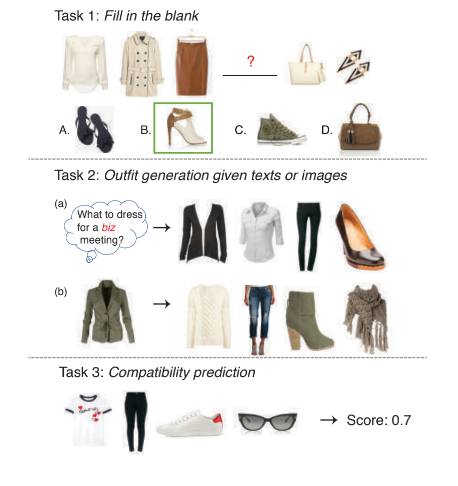 Task 1: Fill in the blank
?
A.
B.
C.
D.
Task 2: Outfit generation given texts or images
(a)
What to dress
for a biz
meeting?
(b)
Task 3: Compatibility prediction
Score: 0.7